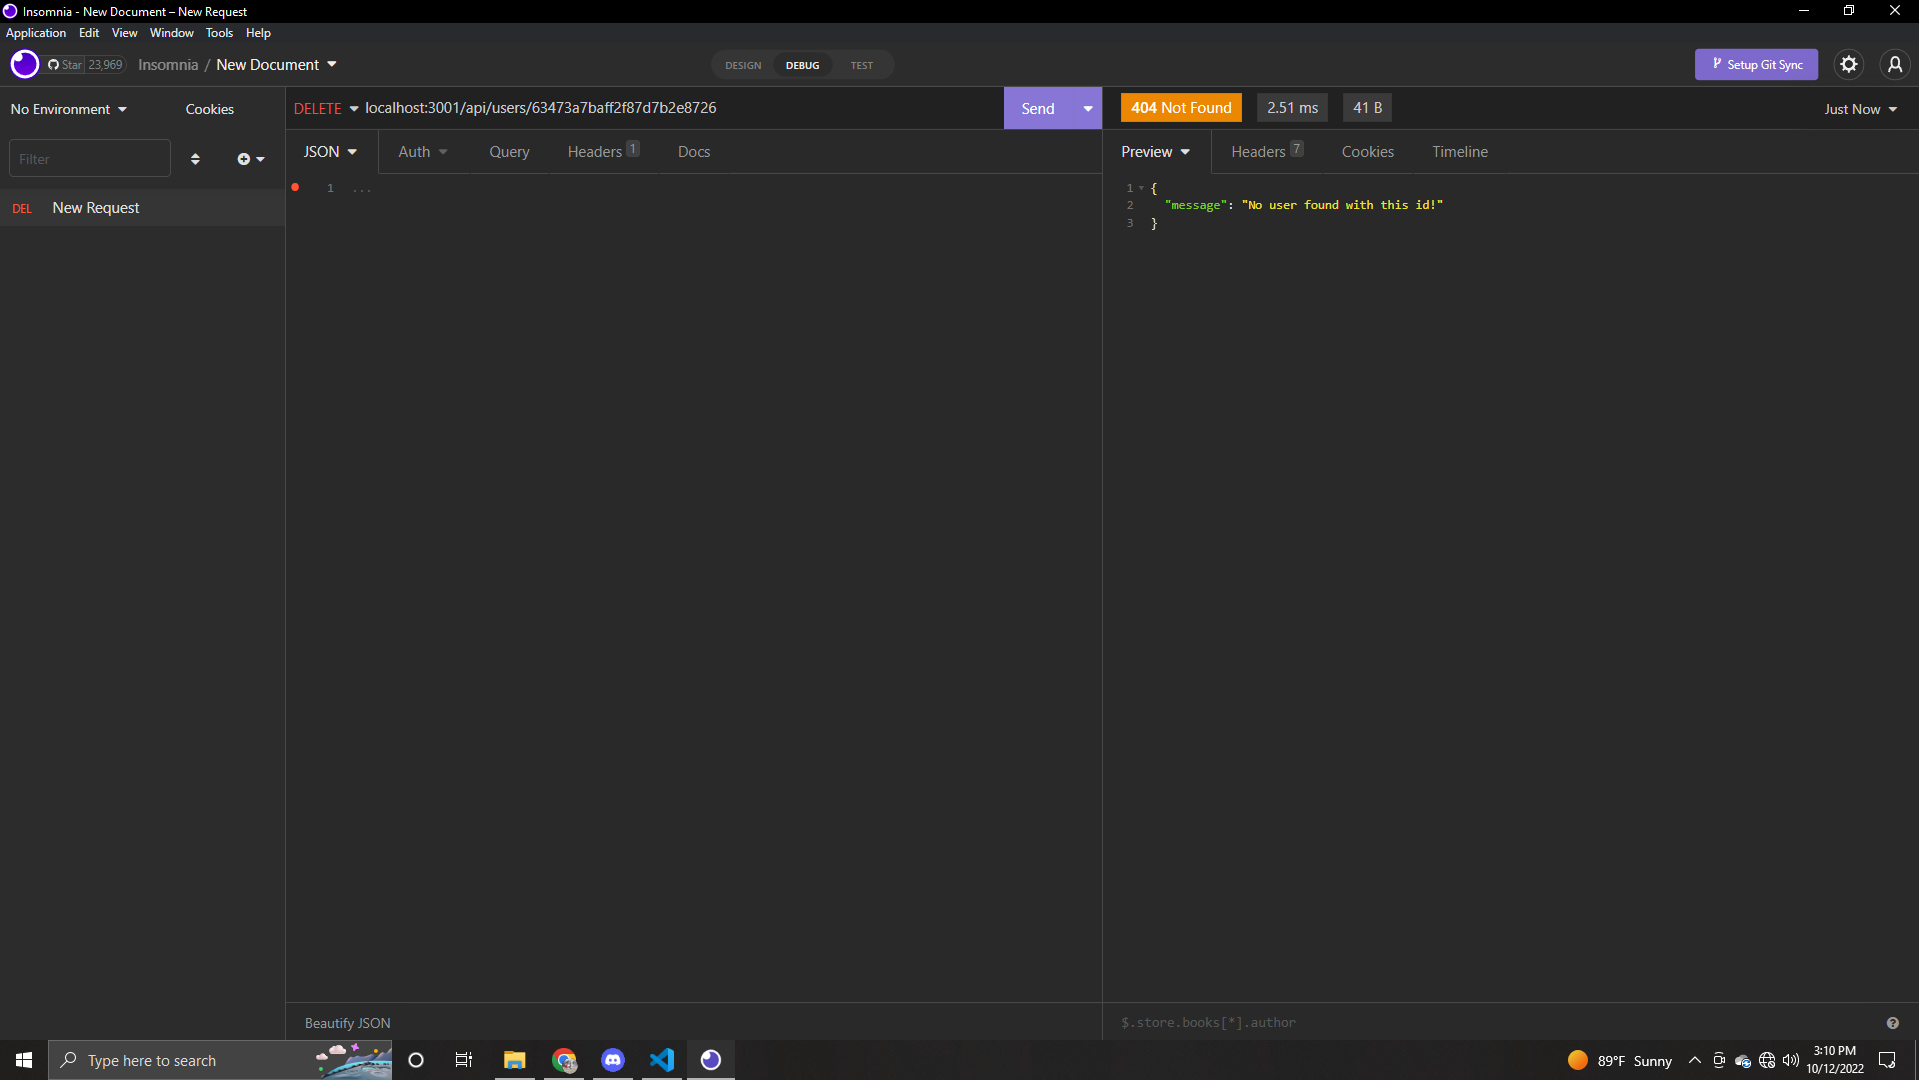 Insomnia - New Document – New Request
Application Edit View Window Tools Help
Star 23,969 Insomnia / New Document
DESIGN DEBUG TEST
Setup Git Sync
No Environment Cookies
DELETE localhost:3001/api/users/63473a7baff2f87d7b2e8726 Send
404 Not Found 2.51 ms 41 B Just Now
Filter
JSON Auth Query Headers 1 Docs
Preview Headers 7 Cookies Timeline
DEL New Request
1 ...
1 {
2 "message": "No user found with this id!"
3 }
Beautify JSON
$.store.books[*].author
Type here to search
89°F Sunny
3:10 PM
10/12/2022